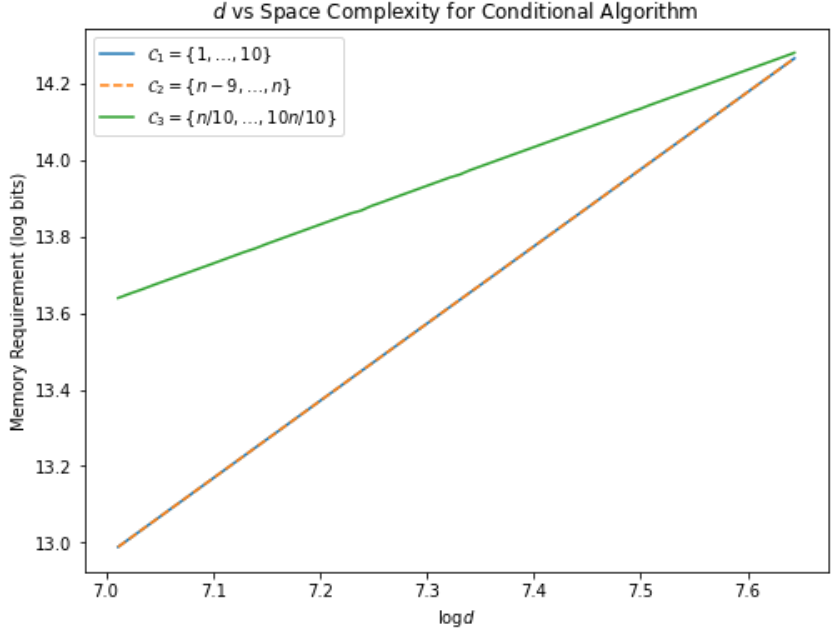 d vs Space Complexity for Conditional Algorithm
C₁ = {1, ..., 10}
C₂ = {n − 9, ..., n}
C₃ = {n/10, ..., 10n/10}
Memory Requirement (log bits)
14.2
14.0
13.8
13.6
13.4
13.2
13.0
7.0 7.1 7.2 7.3 7.4 7.5 7.6
logd